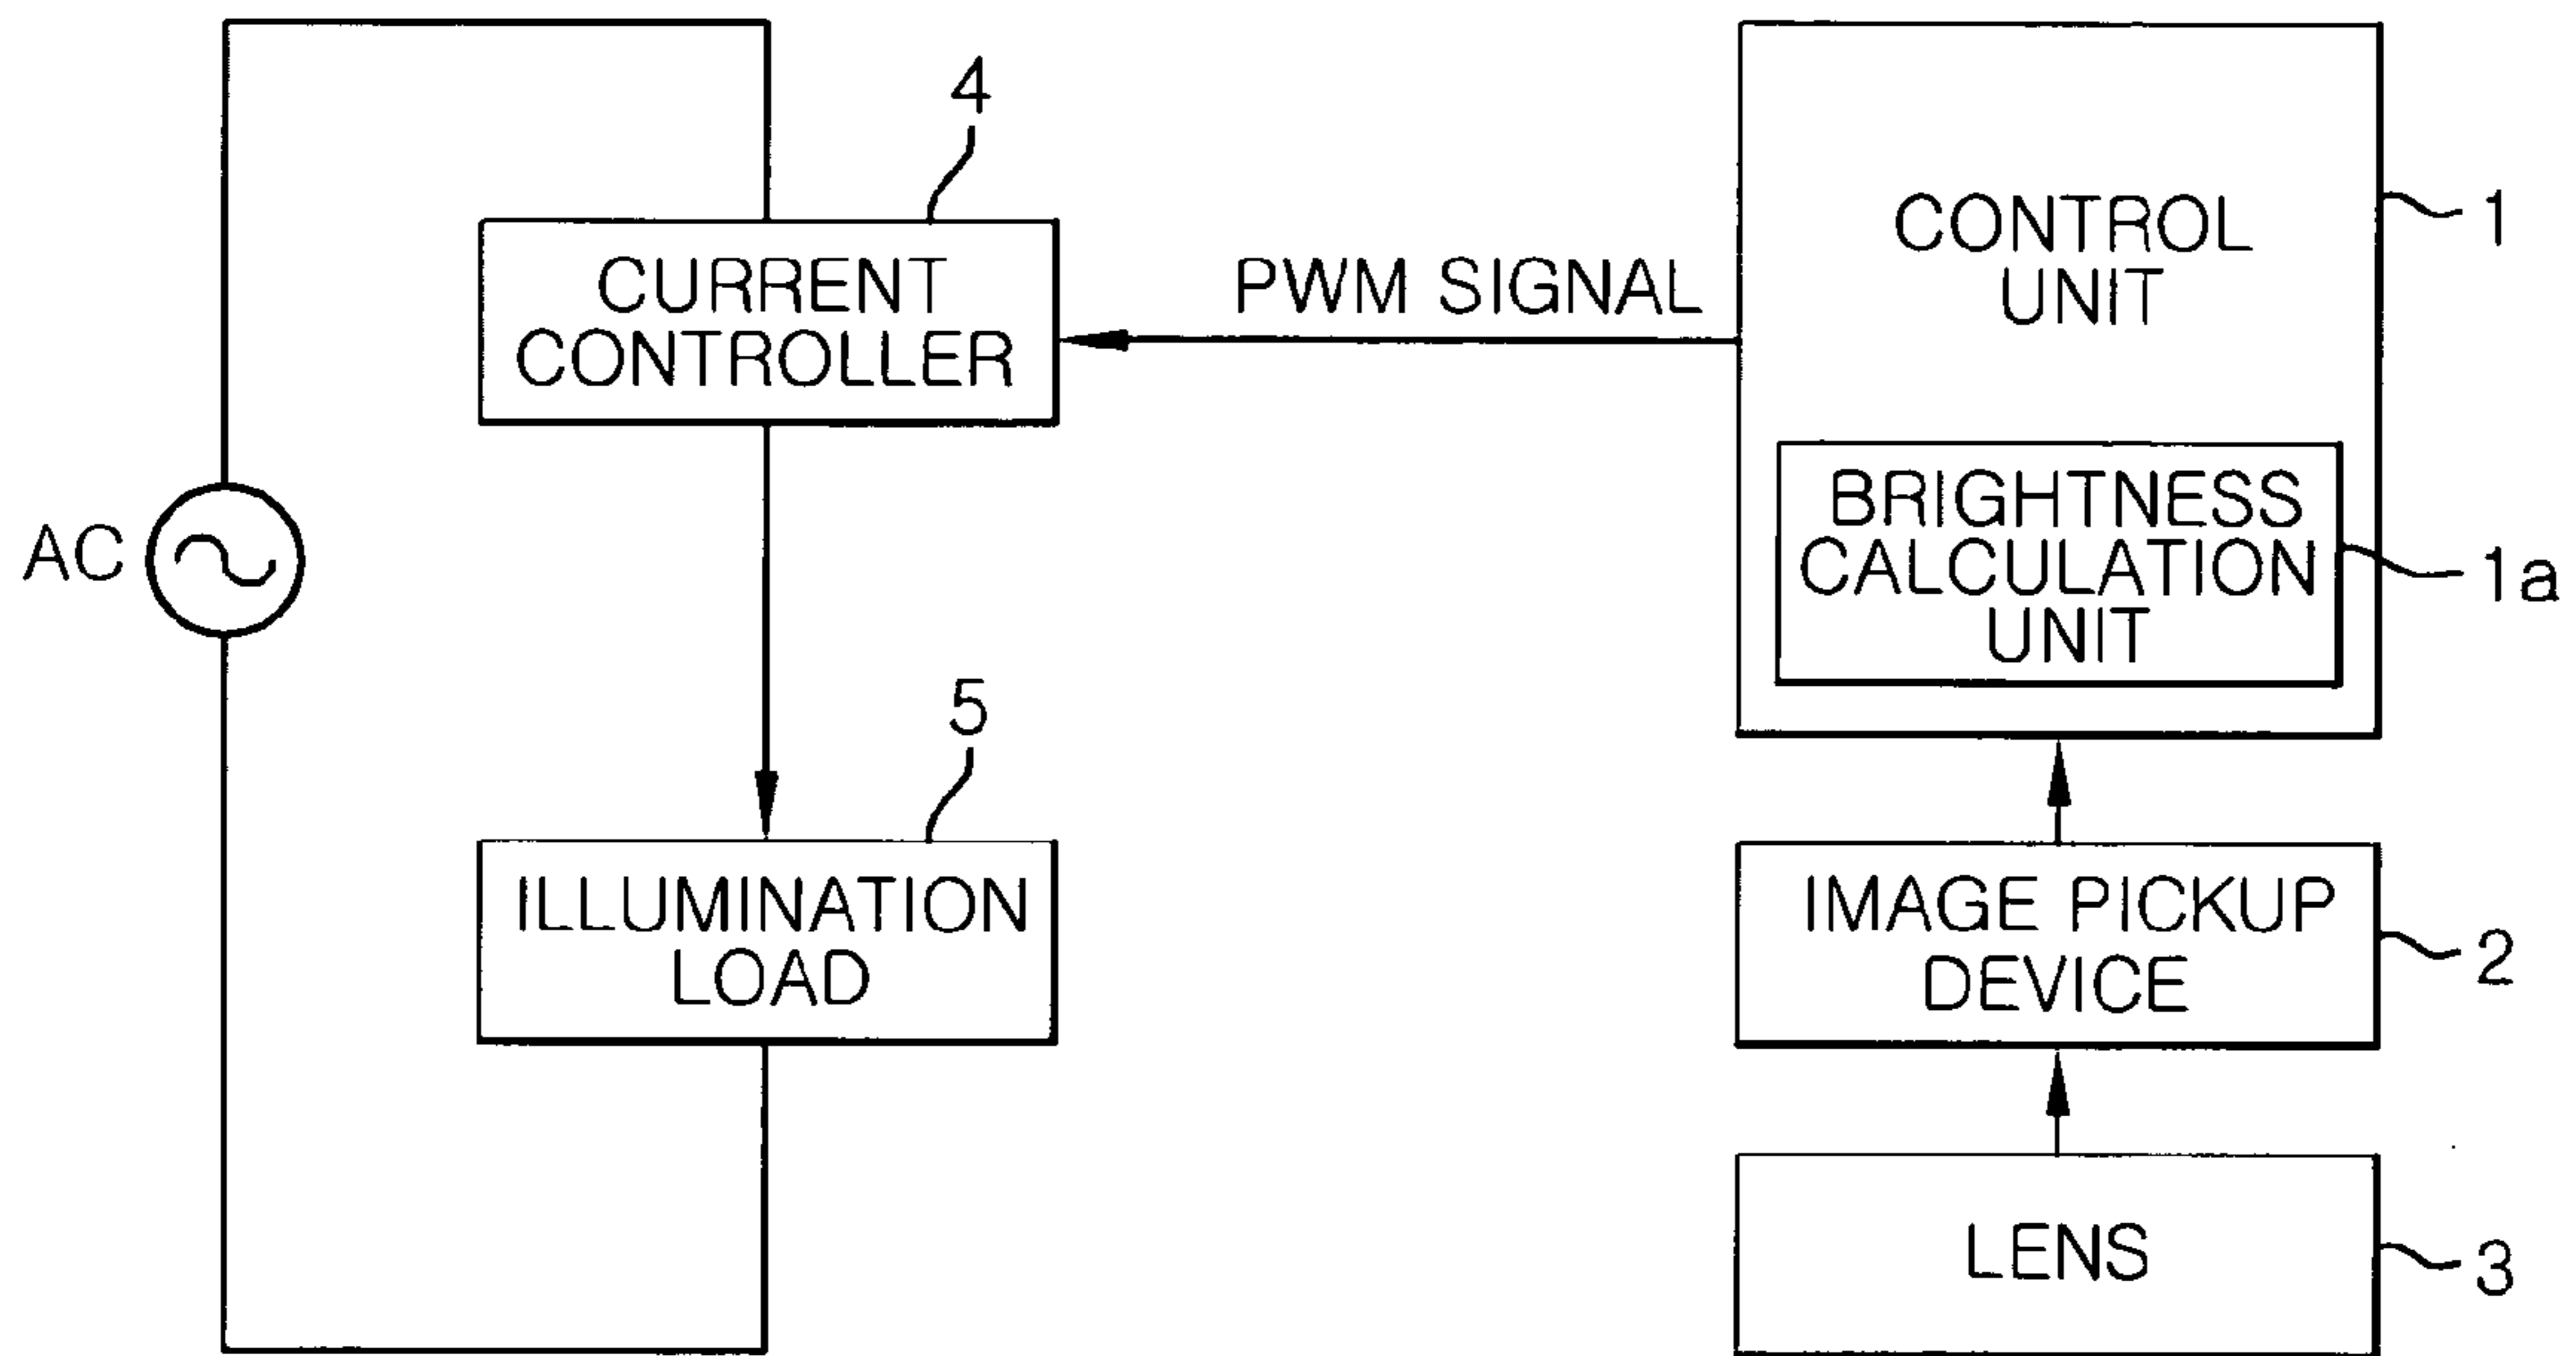 4
CURRENT
CONTROLLER
PWM SIGNAL
CONTROL
UNIT
1
BRIGHTNESS
CALCULATION
UNIT
1a
AC
5
ILLUMINATION
LOAD
IMAGE PICKUP
DEVICE
2
LENS
3